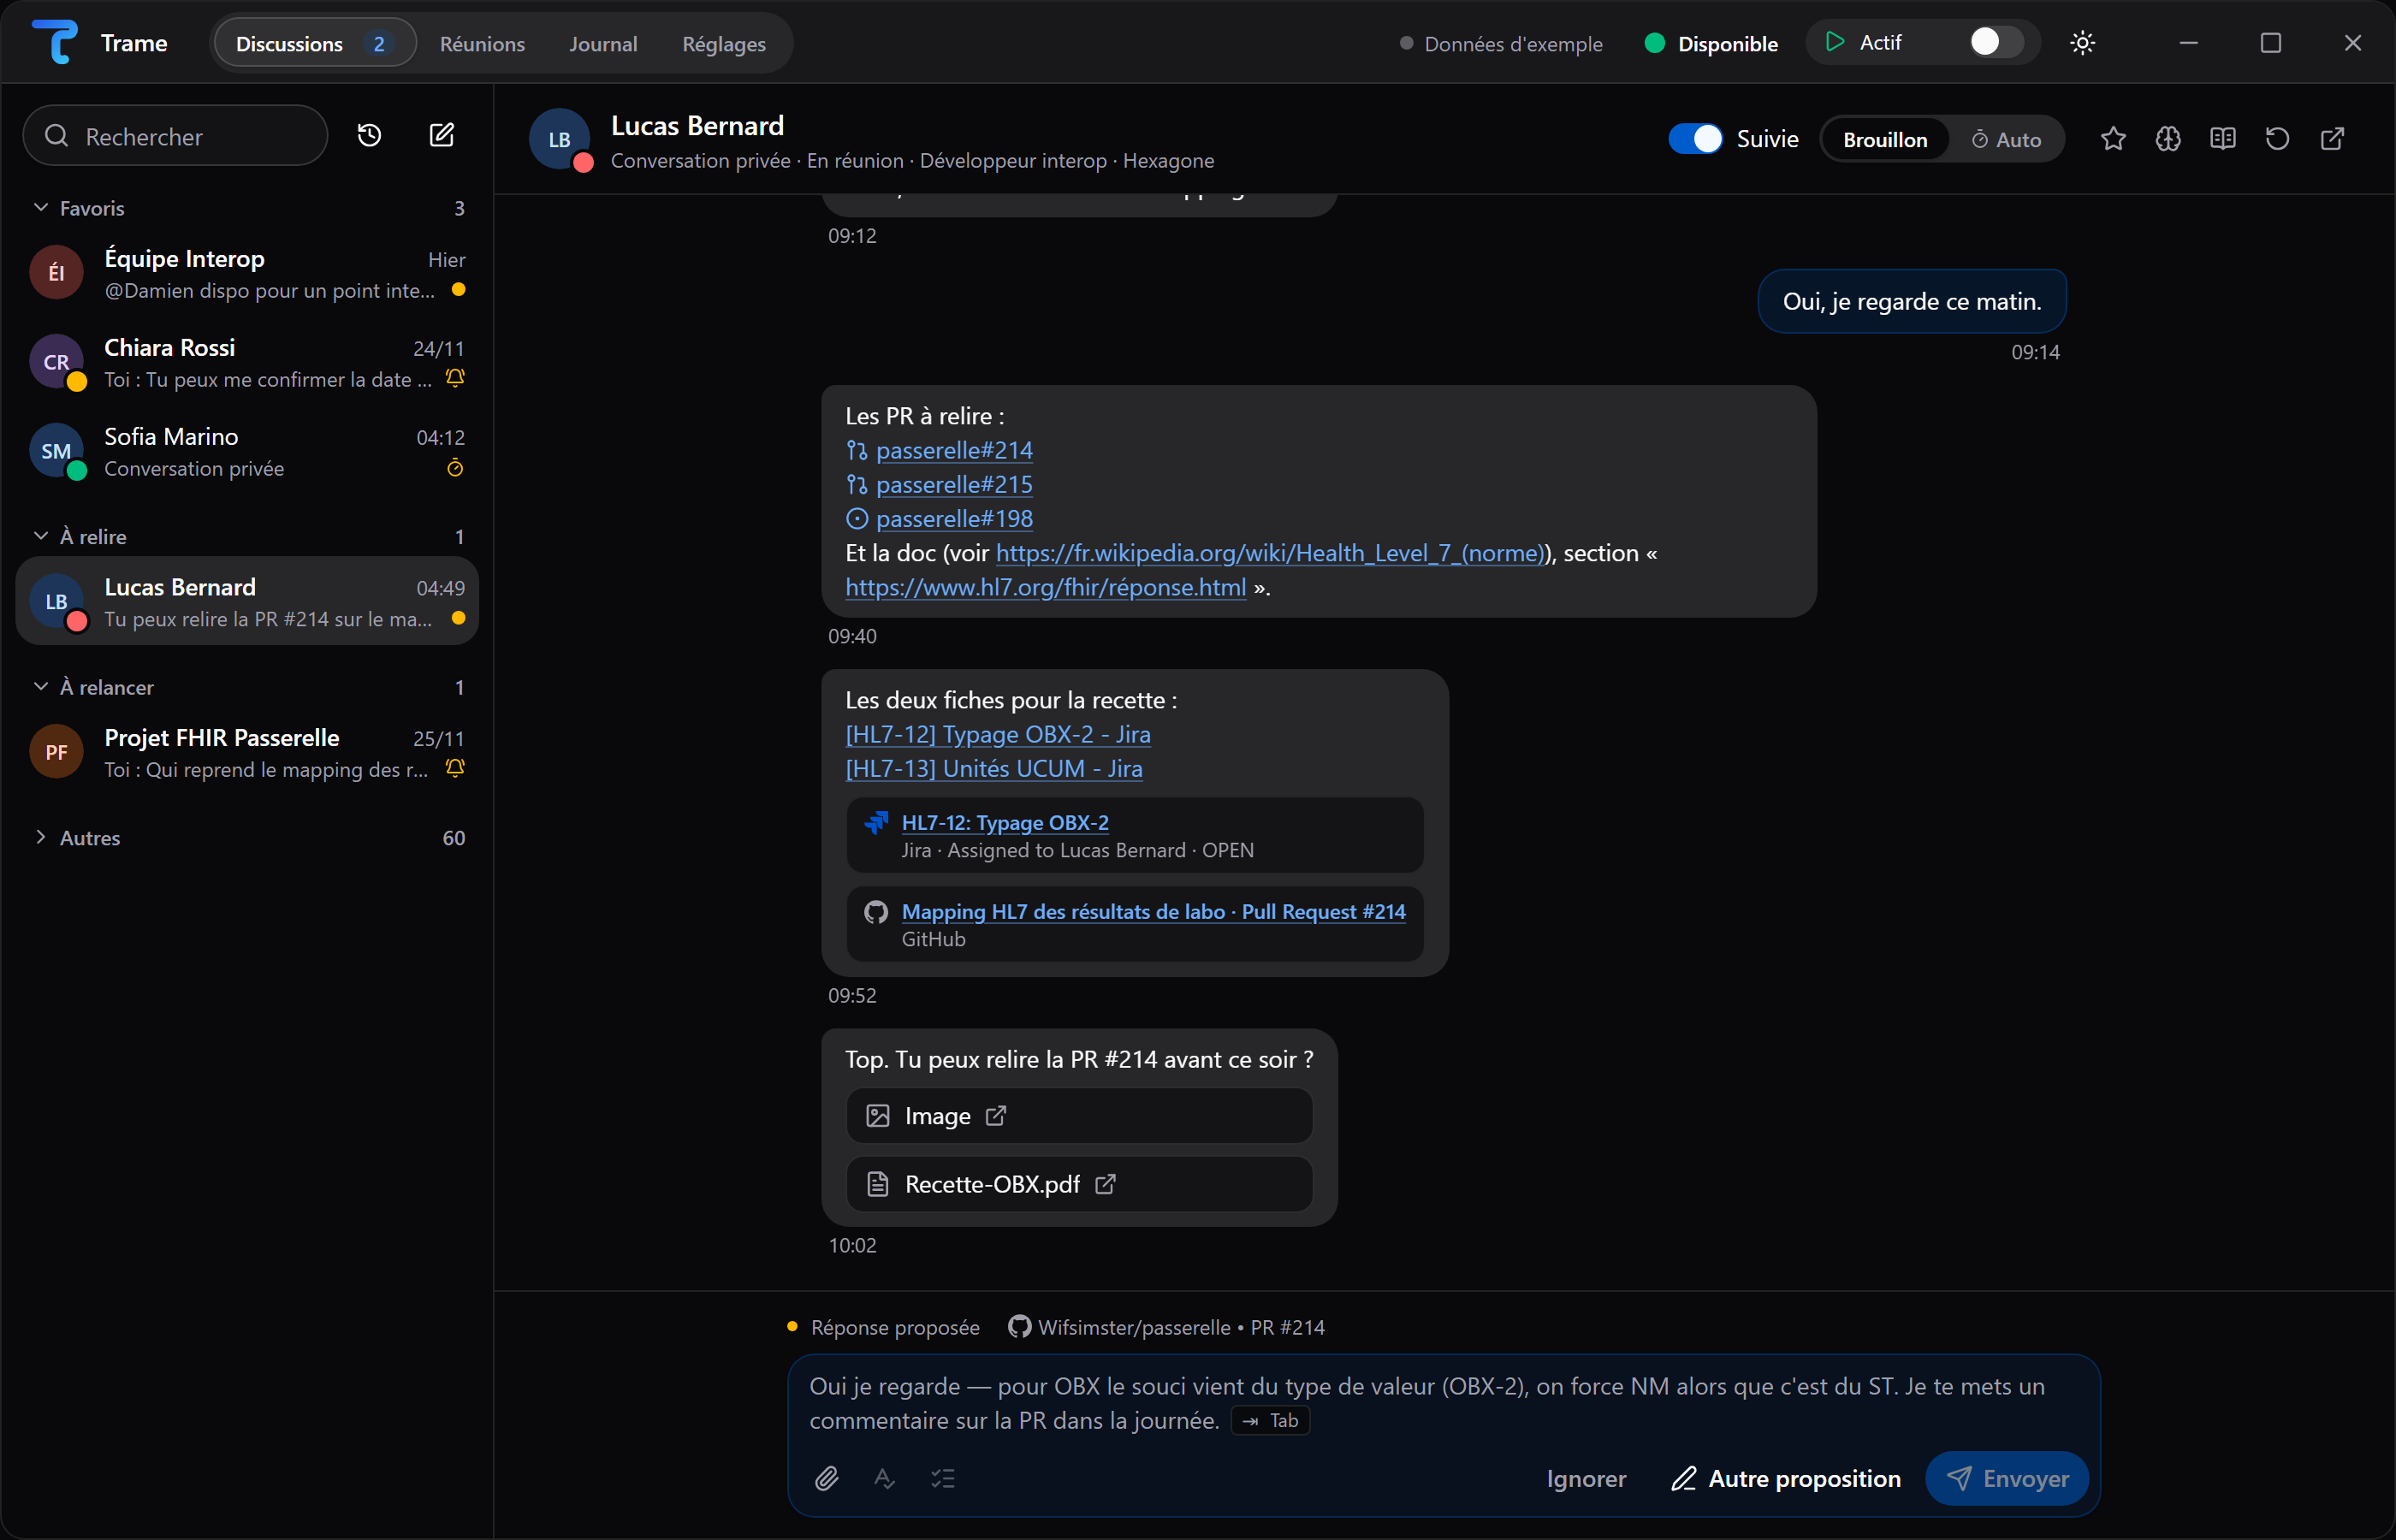 Trame
Discussions 2
Réunions
Journal
Réglages
Données d'exemple
Disponible
Actif
Rechercher
Favoris 3
ÉI
Équipe Interop Hier
@Damien dispo pour un point inte...
CR
Chiara Rossi 24/11
Toi : Tu peux me confirmer la date ...
SM
Sofia Marino 04:12
Conversation privée
À relire 1
LB
Lucas Bernard 04:49
Tu peux relire la PR #214 sur le ma...
À relancer 1
PF
Projet FHIR Passerelle 25/11
Toi : Qui reprend le mapping des r...
Autres 60
LB
Lucas Bernard
Conversation privée · En réunion · Développeur interop · Hexagone
Suivie
Brouillon
Auto
09:12
Oui, je regarde ce matin.
09:14
Les PR à relire :
passerelle#214
passerelle#215
passerelle#198
Et la doc (voir https://fr.wikipedia.org/wiki/Health_Level_7_(norme)), section «
https://www.hl7.org/fhir/réponse.html ».
09:40
Les deux fiches pour la recette :
[HL7-12] Typage OBX-2 - Jira
[HL7-13] Unités UCUM - Jira
HL7-12: Typage OBX-2
Jira · Assigned to Lucas Bernard · OPEN
Mapping HL7 des résultats de labo · Pull Request #214
GitHub
09:52
Top. Tu peux relire la PR #214 avant ce soir ?
Image
Recette-OBX.pdf
10:02
Réponse proposée
Wifsimster/passerelle • PR #214
Oui je regarde — pour OBX le souci vient du type de valeur (OBX-2), on force NM alors que c'est du ST. Je te mets un
commentaire sur la PR dans la journée. ⇥ Tab
Ignorer
Autre proposition
Envoyer